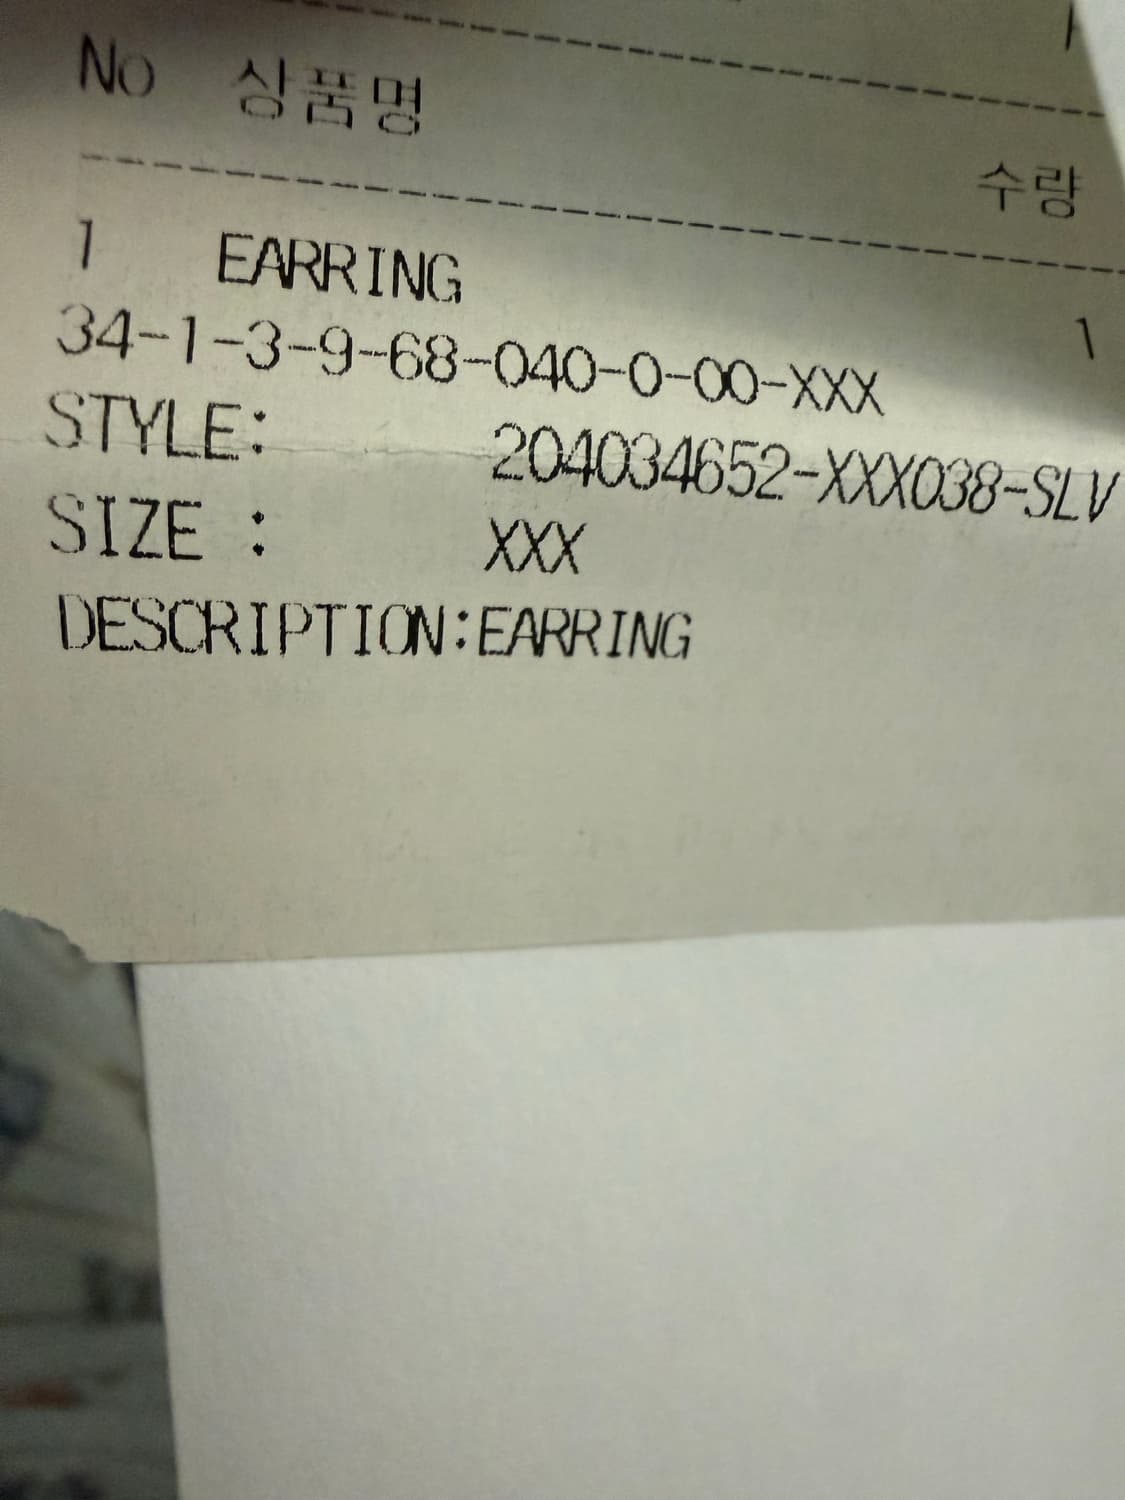 No 상품명 수량
1 EARRING 1
34-1-3-9-68-040-0-00-XXX
STYLE: 204034652-XXX038-SLV
SIZE : XXX
DESCRIPTION:EARRING